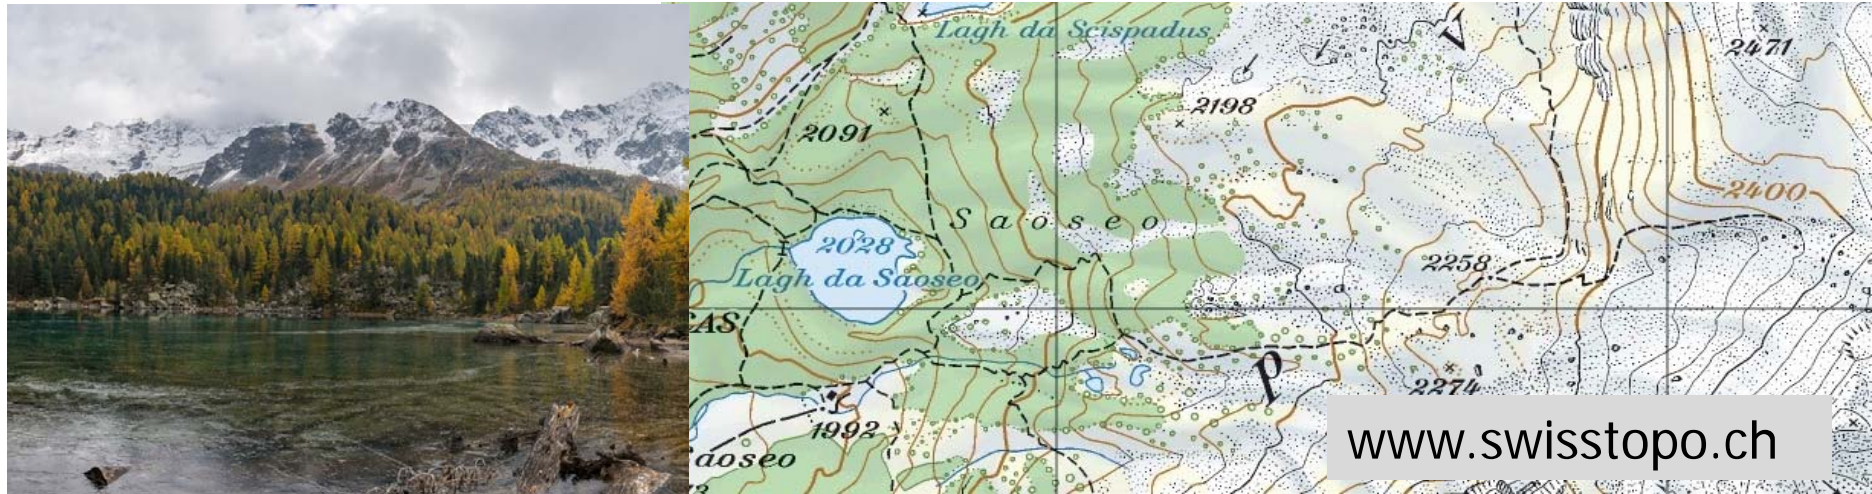 Lagh da Scispadus
2471
2198
2091
2400
Saoseo
2028
Lagh da Saoseo
2258
AS
p
2274
www.swisstopo.ch
1992
aoseo